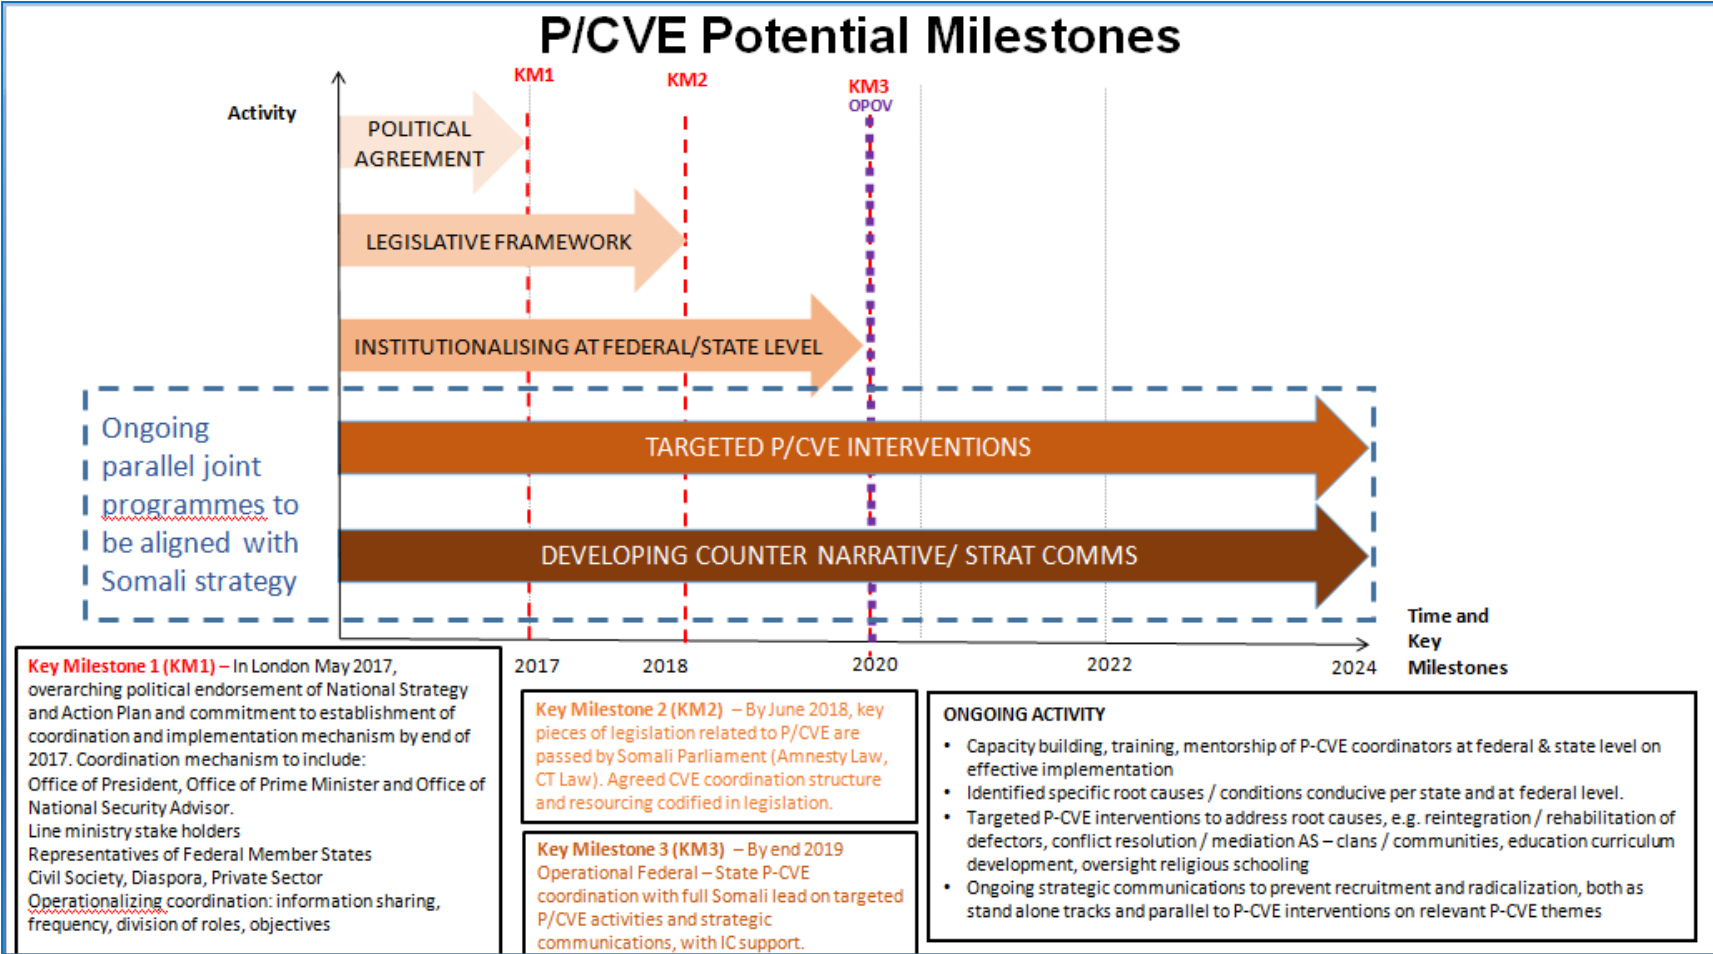 P/CVE Potential Milestones
KM1
KM2
KM3
OPOV
Activity
POLITICAL
AGREEMENT
LEGISLATIVE FRAMEWORK
INSTITUTIONALISING AT FEDERAL/STATE LEVEL
Ongoing
parallel joint
programmes to
be aligned with
Somali strategy
TARGETED P/CVE INTERVENTIONS
DEVELOPING COUNTER NARRATIVE/ STRAT COMMS
Time and
Key
Milestones
2017
2018
2020
2022
2024
Key Milestone 1 (KM1) – In London May 2017,
overarching political endorsement of National Strategy
and Action Plan and commitment to establishment of
coordination and implementation mechanism by end of
2017. Coordination mechanism to include:
Office of President, Office of Prime Minister and Office of
National Security Advisor.
Line ministry stake holders
Representatives of Federal Member States
Civil Society, Diaspora, Private Sector
Operationalizing coordination: information sharing,
frequency, division of roles, objectives
Key Milestone 2 (KM2) – By June 2018, key
pieces of legislation related to P/CVE are
passed by Somali Parliament (Amnesty Law,
CT Law). Agreed CVE coordination structure
and resourcing codified in legislation.
Key Milestone 3 (KM3) – By end 2019
Operational Federal – State P-CVE
coordination with full Somali lead on targeted
P/CVE activities and strategic
communications, with IC support.
ONGOING ACTIVITY
• Capacity building, training, mentorship of P-CVE coordinators at federal & state level on
effective implementation
• Identified specific root causes / conditions conducive per state and at federal level.
• Targeted P-CVE interventions to address root causes, e.g. reintegration / rehabilitation of
defectors, conflict resolution / mediation AS – clans / communities, education curriculum
development, oversight religious schooling
• Ongoing strategic communications to prevent recruitment and radicalization, both as
stand alone tracks and parallel to P-CVE interventions on relevant P-CVE themes